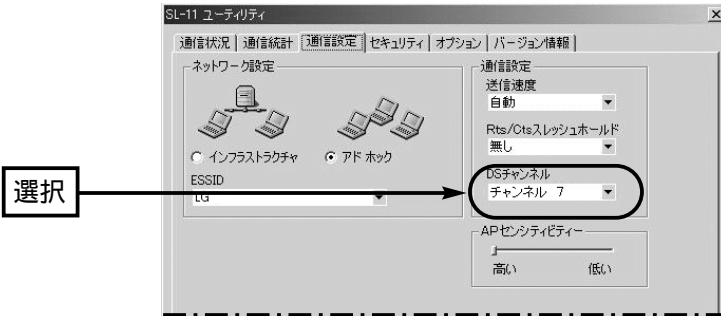 SL-11 ユーティリティ
通信状況 通信統計 通信設定 セキュリティ オプション バージョン情報
ネットワーク設定
インフラストラクチャ アド ホック
ESSID
LG
通信設定
送信速度
自動
Rts/Ctsスレッシュホールド
無し
DSチャンネル
チャンネル 7
APセンシティビティー
高い 低い
選択